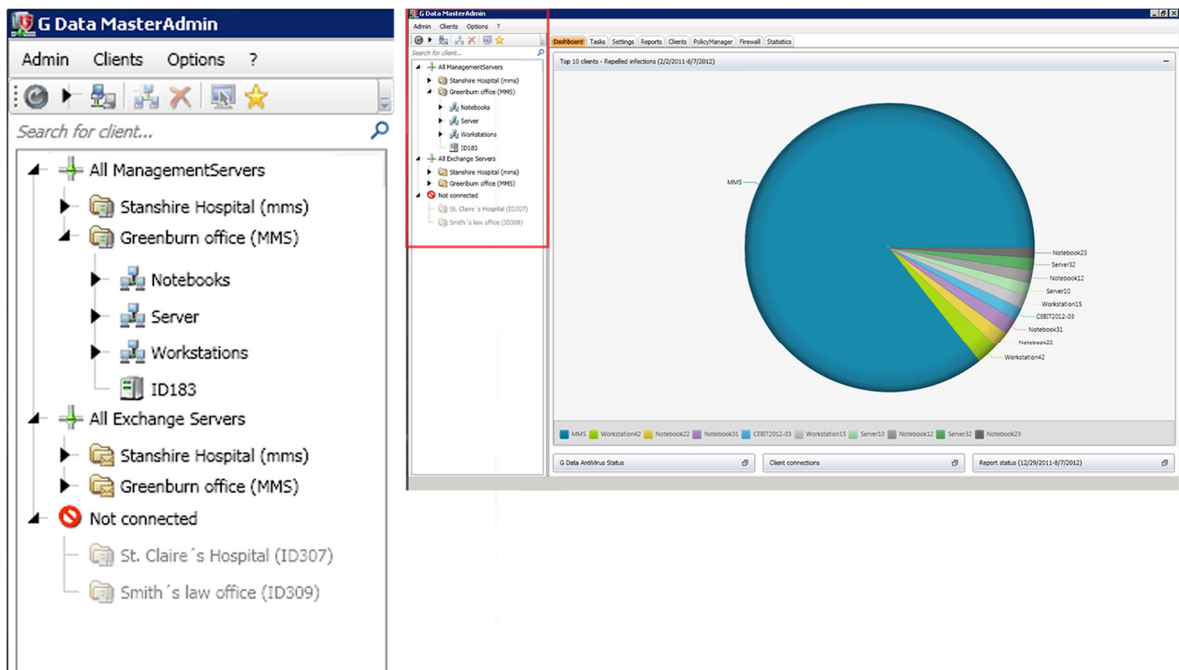 G Data MasterAdmin
Admin Clients Options ?
Search for client...
All ManagementServers
Stanshire Hospital (mms)
Greenburn office (MMS)
Notebooks
Server
Workstations
ID183
All Exchange Servers
Stanshire Hospital (mms)
Greenburn office (MMS)
Not connected
St. Claire´s Hospital (ID307)
Smith´s law office (ID309)
G Data MasterAdmin
Admin Clients Options ?
Search for client...
All ManagementServers
Stanshire Hospital (mms)
Greenburn office (MMS)
Notebooks
Server
Workstations
ID183
All Exchange Servers
Stanshire Hospital (mms)
Greenburn office (MMS)
Not connected
St. Claire´s Hospital (ID307)
Smith´s law office (ID309)
Dashboard Tasks Settings Reports Clients PolicyManager Firewall Statistics
Top 10 clients - Repelled infections (2/2/2011-8/7/2012)
MMS
Notebook23
Server32
Notebook12
Server10
Workstation15
CEBIT2012-03
Notebook31
Notebook22
Workstation42
MMS Workstation42 Notebook22 Notebook31 CEBIT2012-03 Workstation15 Server10 Notebook12 Server32 Notebook23
G Data AntiVirus Status Client connections Report status (12/29/2011-8/7/2012)